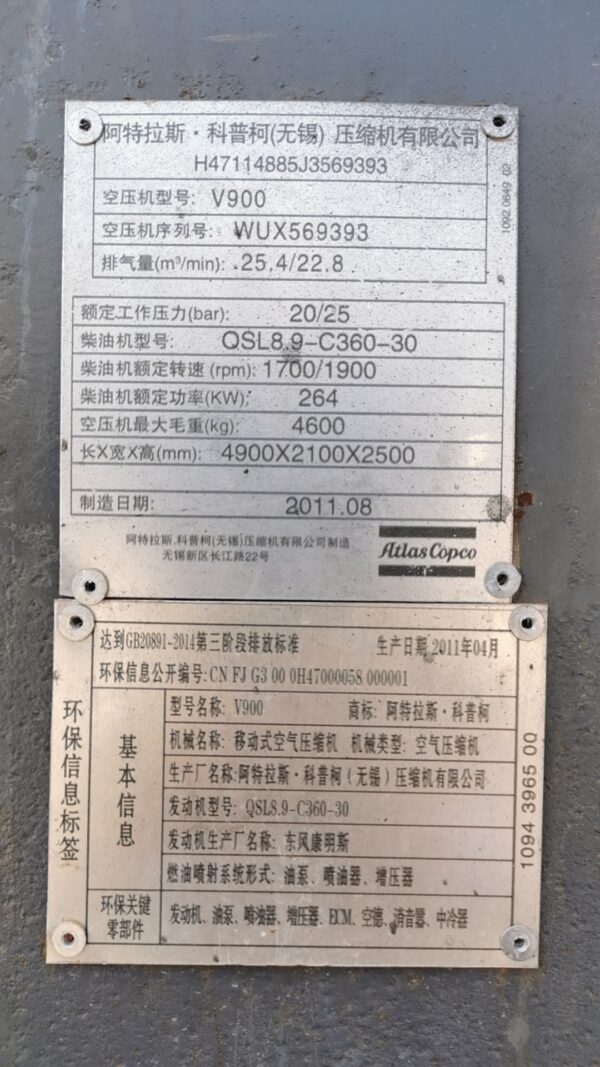 阿特拉斯·科普柯(无锡) 压缩机有限公司
H47114885J3569393
空压机型号: V900
空压机序列号: WUX569393
排气量(m³/min): 25.4/22.8
1092 0649 02
额定工作压力(bar): 20/25
柴油机型号: QSL8.9-C360-30
柴油机额定转速 (rpm): 1700/1900
柴油机额定功率(KW): 264
空压机最大毛重(kg): 4600
长X宽X高(mm): 4900X2100X2500
制造日期: 2011.08
阿特拉斯.科普柯(无锡)压缩机有限公司制造
无锡新区长江路22号
Atlas Copco
达到GB20891-2014第三阶段排放标准 生产日期 2011年04月
环保信息公开编号: CN FJ G3 00 0H47000058 000001
环保信息标签
基本信息
型号名称: V900 商标: 阿特拉斯·科普柯
机械名称: 移动式空气压缩机 机械类型: 空气压缩机
生产厂名称: 阿特拉斯·科普柯(无锡)压缩机有限公司
发动机型号: QSL8.9-C360-30
发动机生产厂名称: 东风康明斯
燃油喷射系统形式: 油泵、喷油器、增压器
环保关键
零部件
发动机、油泵、喷油器、增压器、ECM、空滤、消音器、中冷器
1094 3965 00